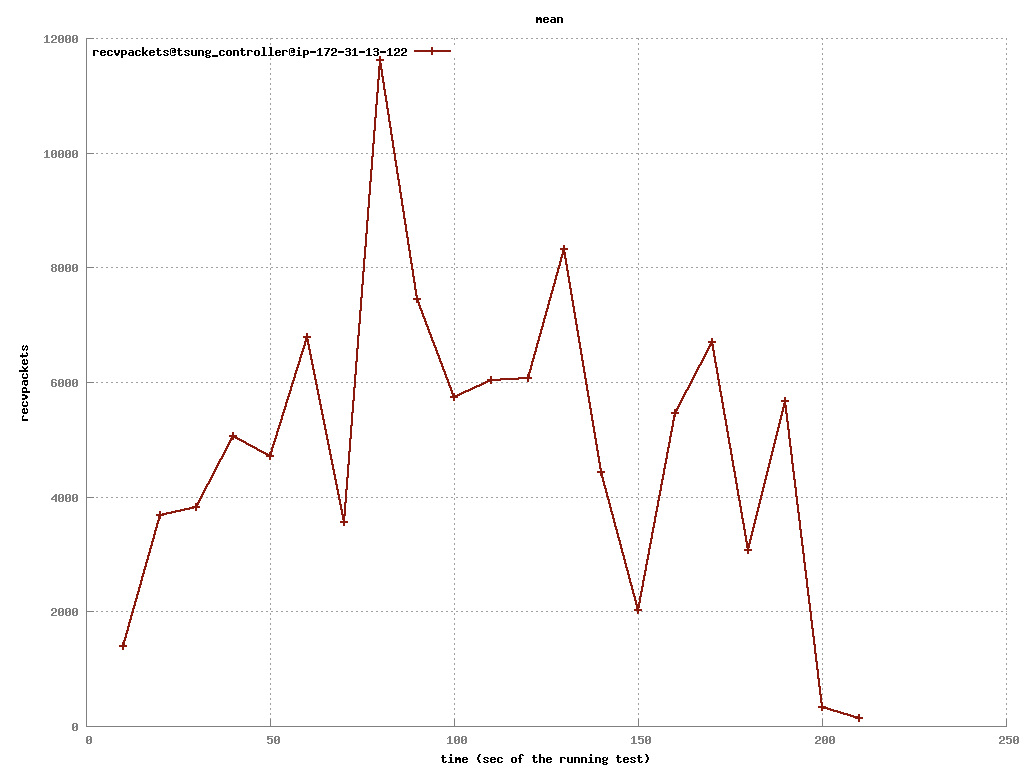 mean
12000
recvpackets@tsung_controller@ip-172-31-13-122
10000
8000
6000
recvpackets
4000
2000
0
0 50 100 150 200 250
time (sec of the running test)